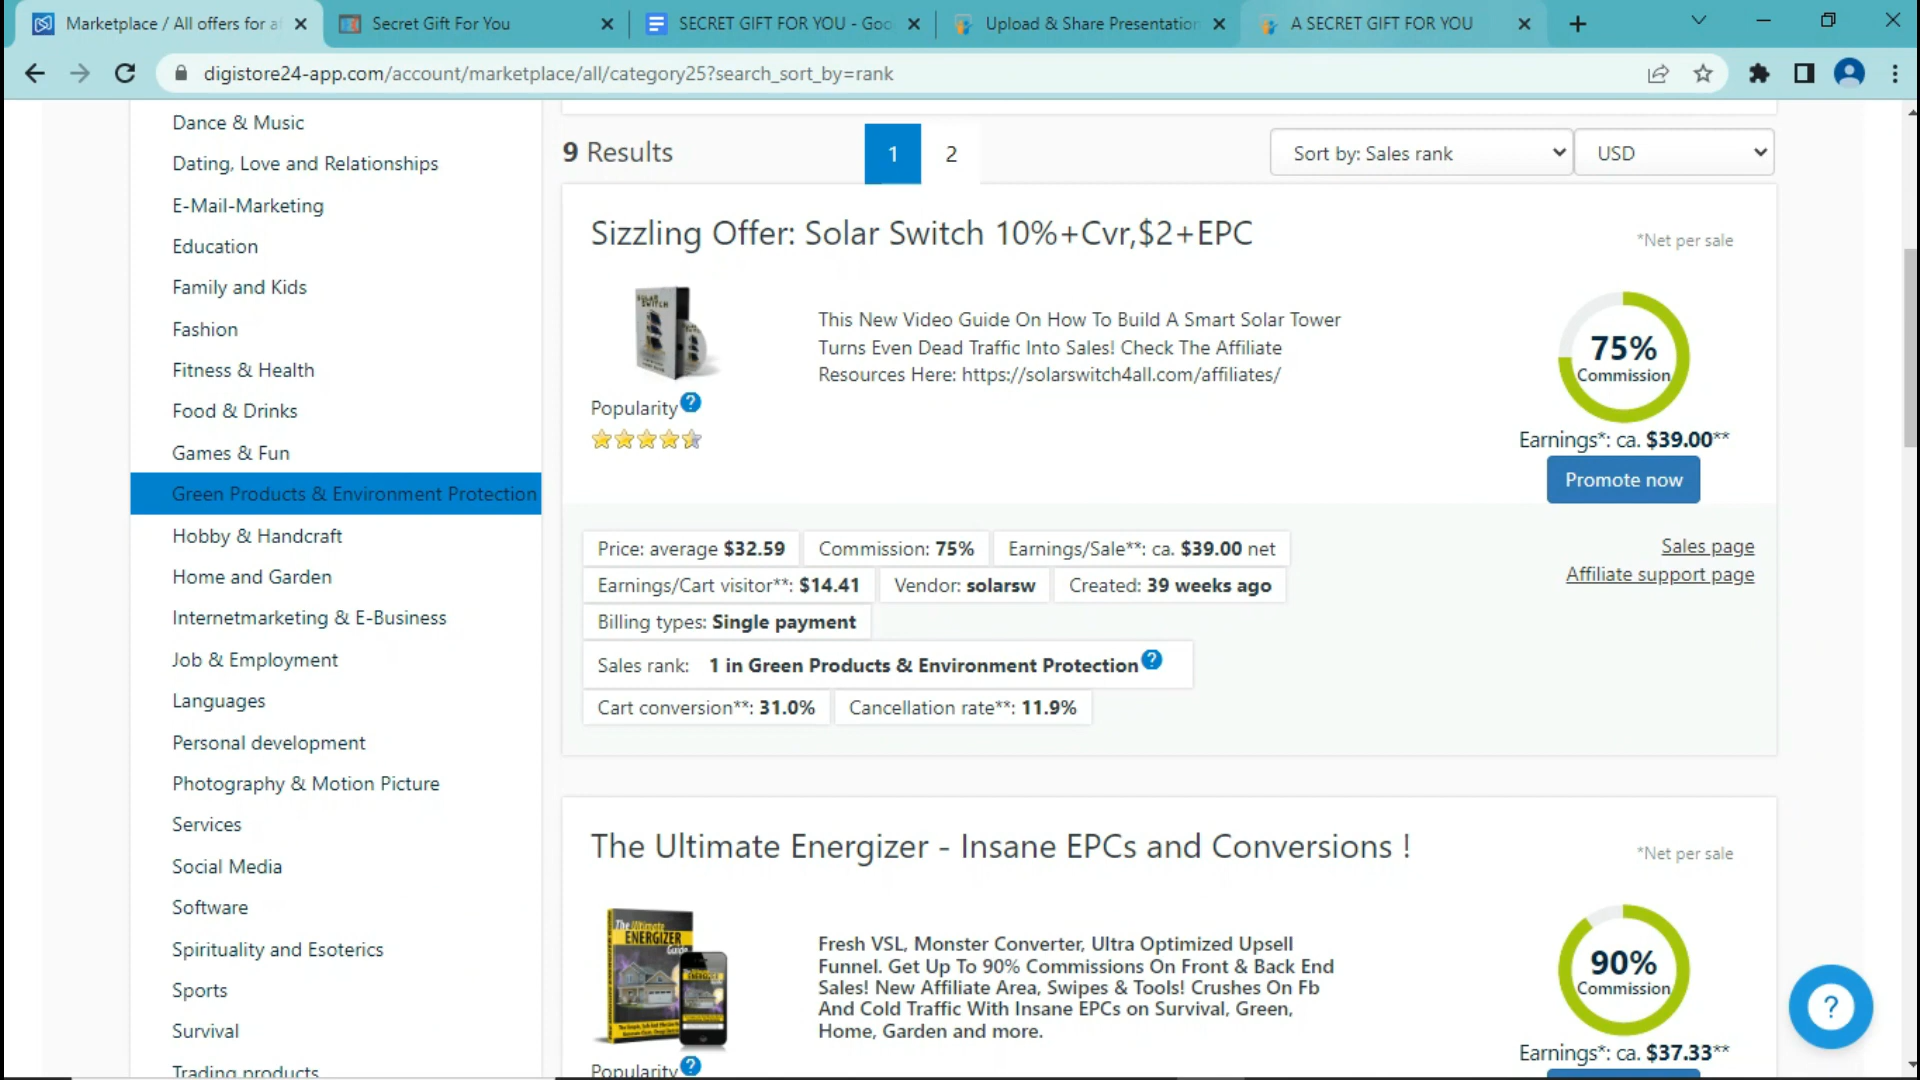 Marketplace / All offers for a
Secret Gift For You
SECRET GIFT FOR YOU - Goo
Upload & Share Presentation
A SECRET GIFT FOR YOU
digistore24-app.com/account/marketplace/all/category25?search_sort_by=rank
Dance & Music
Dating, Love and Relationships
E-Mail-Marketing
Education
Family and Kids
Fashion
Fitness & Health
Food & Drinks
Games & Fun
Green Products & Environment Protection
Hobby & Handcraft
Home and Garden
Internetmarketing & E-Business
Job & Employment
Languages
Personal development
Photography & Motion Picture
Services
Social Media
Software
Spirituality and Esoterics
Sports
Survival
Trading products
9 Results
1
2
Sort by: Sales rank
USD
Sizzling Offer: Solar Switch 10%+Cvr,$2+EPC
*Net per sale
SOLAR
SWITCH
This New Video Guide On How To Build A Smart Solar Tower
Turns Even Dead Traffic Into Sales! Check The Affiliate
Resources Here: https://solarswitch4all.com/affiliates/
Popularity ?
75%
Commission
Earnings*: ca. $39.00**
Promote now
Price: average $32.59
Commission: 75%
Earnings/Sale**: ca. $39.00 net
Earnings/Cart visitor**: $14.41
Vendor: solarsw
Created: 39 weeks ago
Billing types: Single payment
Sales rank: 1 in Green Products & Environment Protection ?
Cart conversion**: 31.0%
Cancellation rate**: 11.9%
Sales page
Affiliate support page
The Ultimate Energizer - Insane EPCs and Conversions !
*Net per sale
The Ultimate
ENERGIZER
Guide
Fresh VSL, Monster Converter, Ultra Optimized Upsell
Funnel. Get Up To 90% Commissions On Front & Back End
Sales! New Affiliate Area, Swipes & Tools! Crushes On Fb
And Cold Traffic With Insane EPCs on Survival, Green,
Home, Garden and more.
Popularity ?
90%
Commission
Earnings*: ca. $37.33**
?